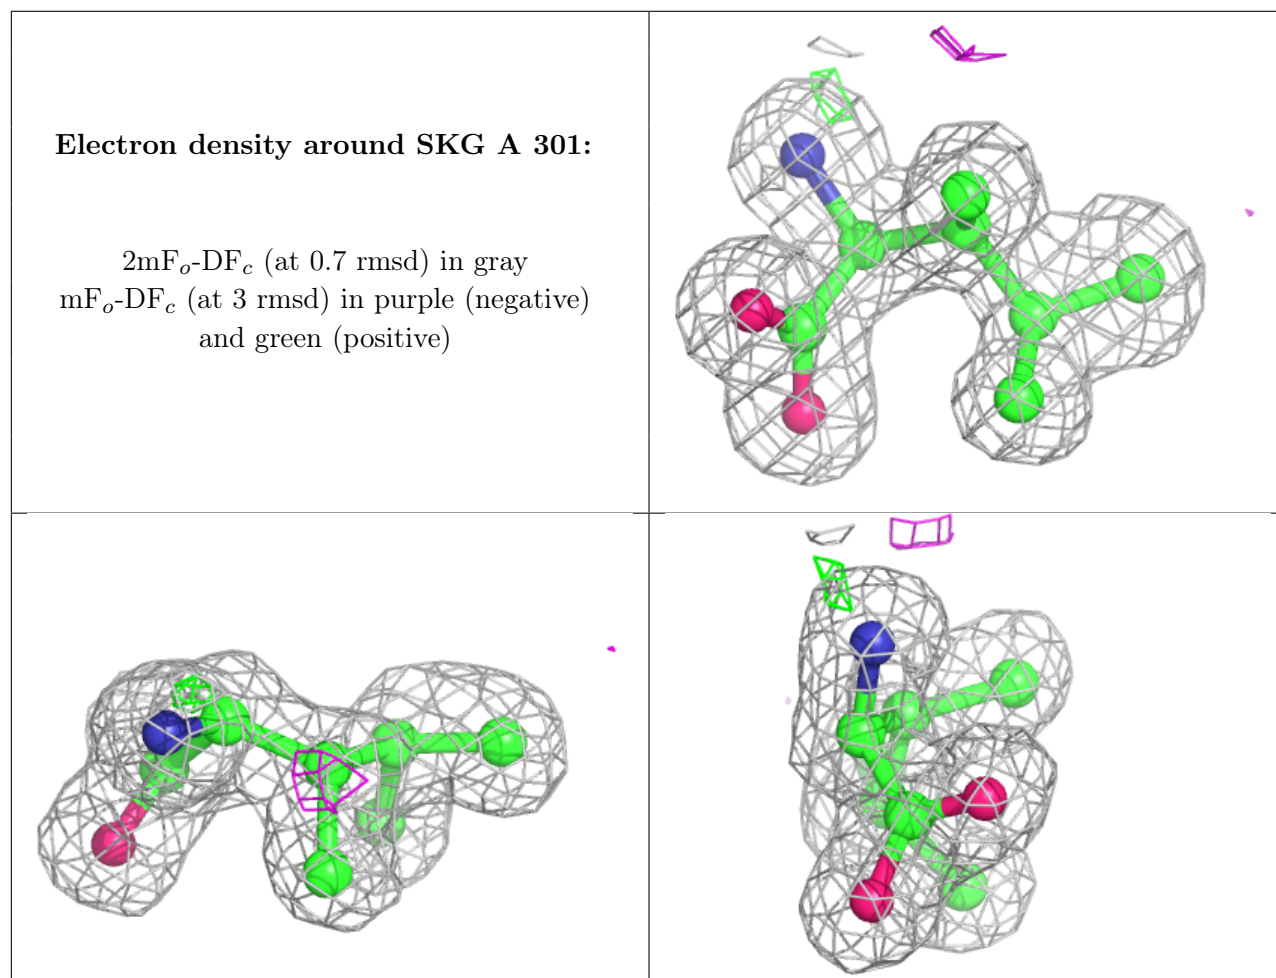 Electron density around SKG A 301:
2mFo-DFc (at 0.7 rmsd) in gray
mFo-DFc (at 3 rmsd) in purple (negative)
and green (positive)